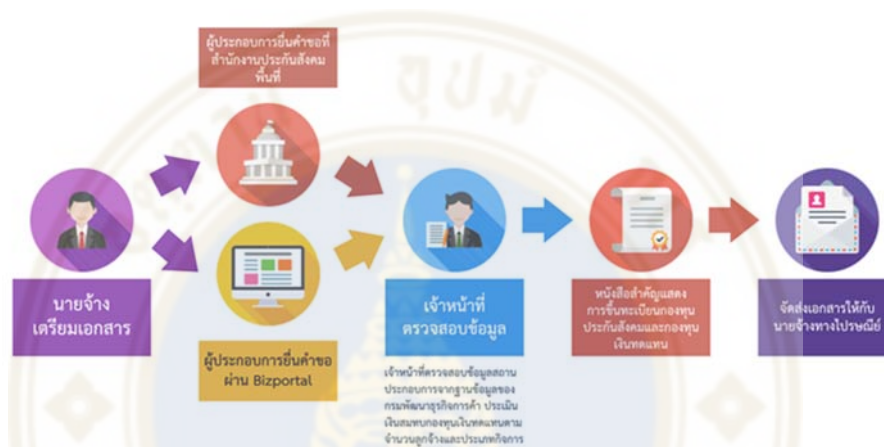 ผู้ประกอบการยื่นคำขอที่
สำนักงานประกันสังคม
พื้นที่
อุปม์
นายจ้าง
เตรียมเอกสาร
ผู้ประกอบการยื่นคำขอ
ผ่าน Bizportal
เจ้าหน้าที่
ตรวจสอบข้อมูล
เจ้าหน้าที่ตรวจสอบข้อมูลสถาน
ประกอบการจากฐานข้อมูลของ
กรมพัฒนาธุรกิจการค้า ประเมิน
เงินสมทบกองทุนเงินทดแทนตาม
จำนวนลูกจ้างและประเภทกิจการ
หนังสือสำคัญแสดง
การขึ้นทะเบียนกองทุน
ประกันสังคมและกองทุน
เงินทดแทน
จัดส่งเอกสารให้กับ
นายจ้างทางไปรษณีย์